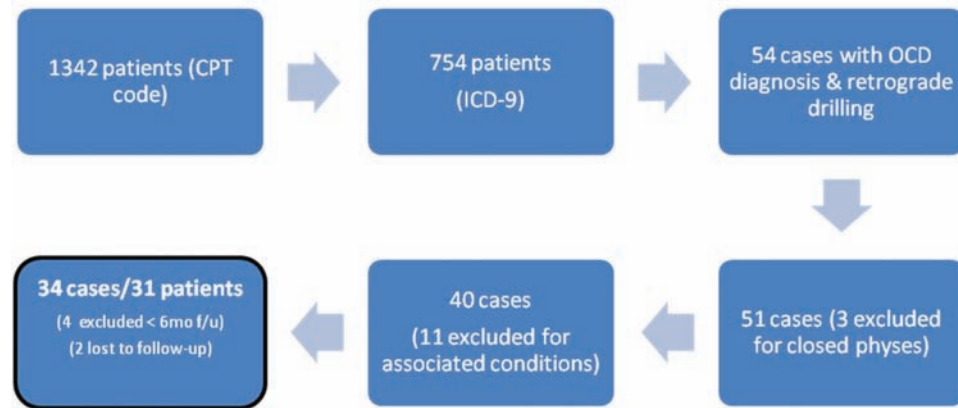 1342 patients (CPT
code)
754 patients
(ICD-9)
54 cases with OCD
diagnosis & retrograde
drilling
51 cases (3 excluded
for closed physes)
40 cases
(11 excluded for
associated conditions)
34 cases/31 patients
(4 excluded < 6mo f/u)
(2 lost to follow-up)